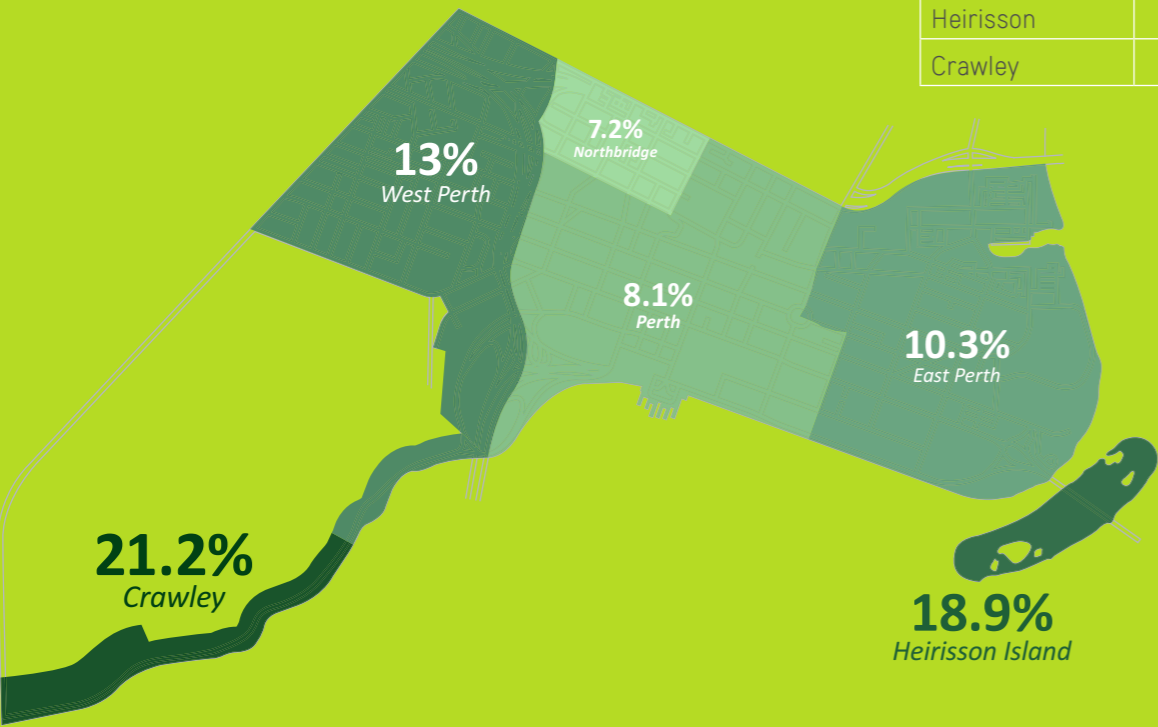 Heirisson
Crawley
7.2%
Northbridge
13%
West Perth
8.1%
Perth
10.3%
East Perth
21.2%
Crawley
18.9%
Heirisson Island